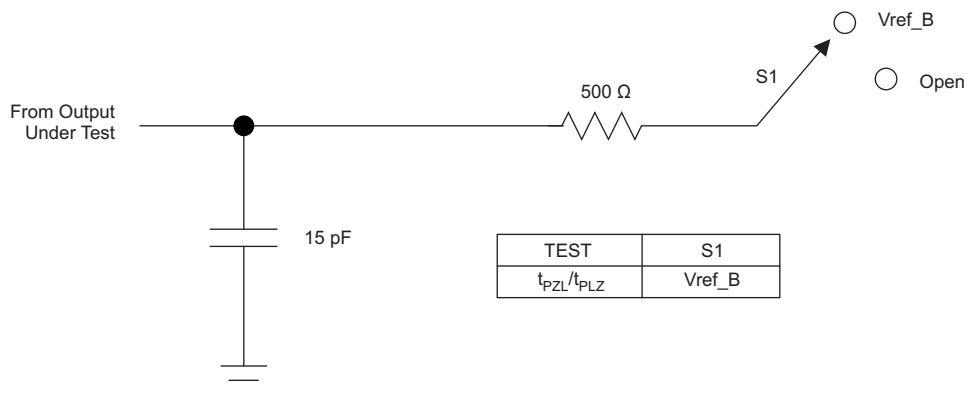 Vref_B
S1
Open
500 Ω
From Output
Under Test
15 pF
TEST S1
tPZL/tPLZ Vref_B